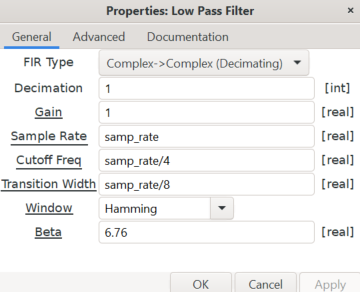 Properties: Low Pass Filter ×
General Advanced Documentation
FIR Type Complex->Complex (Decimating)
Decimation 1 [int]
Gain 1 [real]
Sample Rate samp_rate [real]
Cutoff Freq samp_rate/4 [real]
Transition Width samp_rate/8 [real]
Window Hamming
Beta 6.76 [real]
OK Cancel Apply